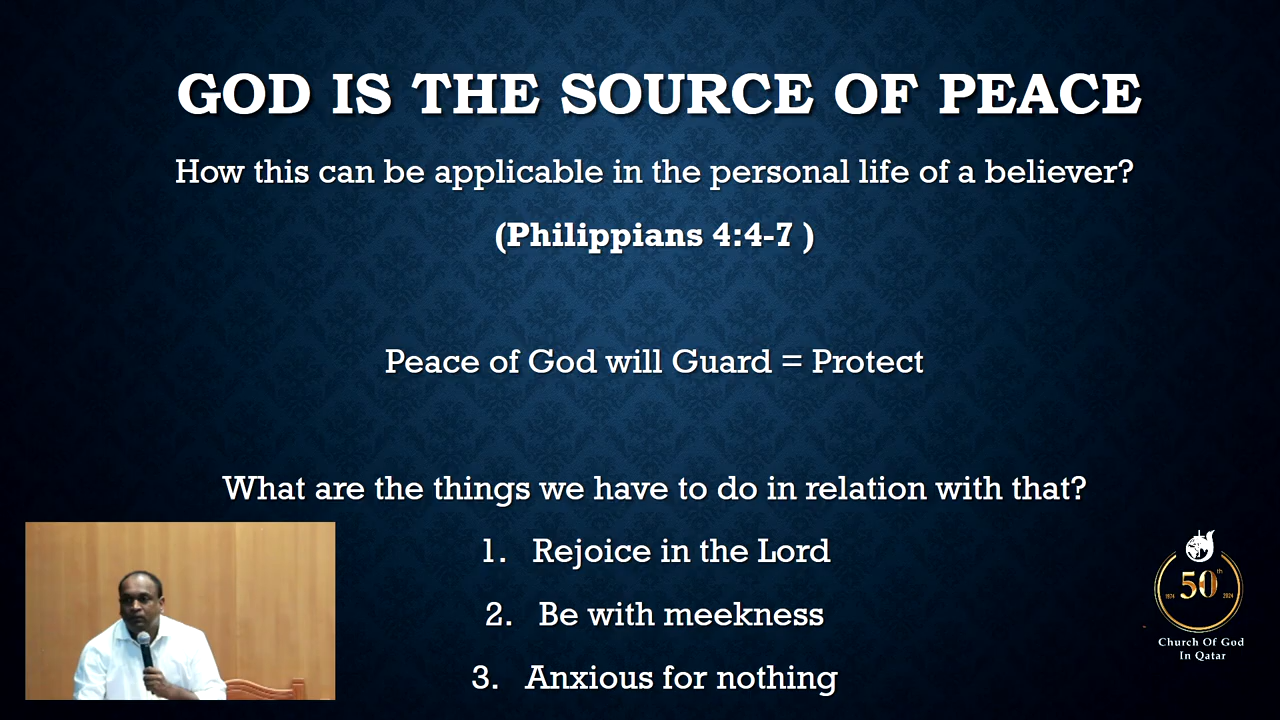 GOD IS THE SOURCE OF PEACE
How this can be applicable in the personal life of a believer?
(Philippians 4:4-7 )
Peace of God will Guard = Protect
What are the things we have to do in relation with that?
1. Rejoice in the Lord
2. Be with meekness
3. Anxious for nothing
50th
1974 2024
Church Of God
In Qatar